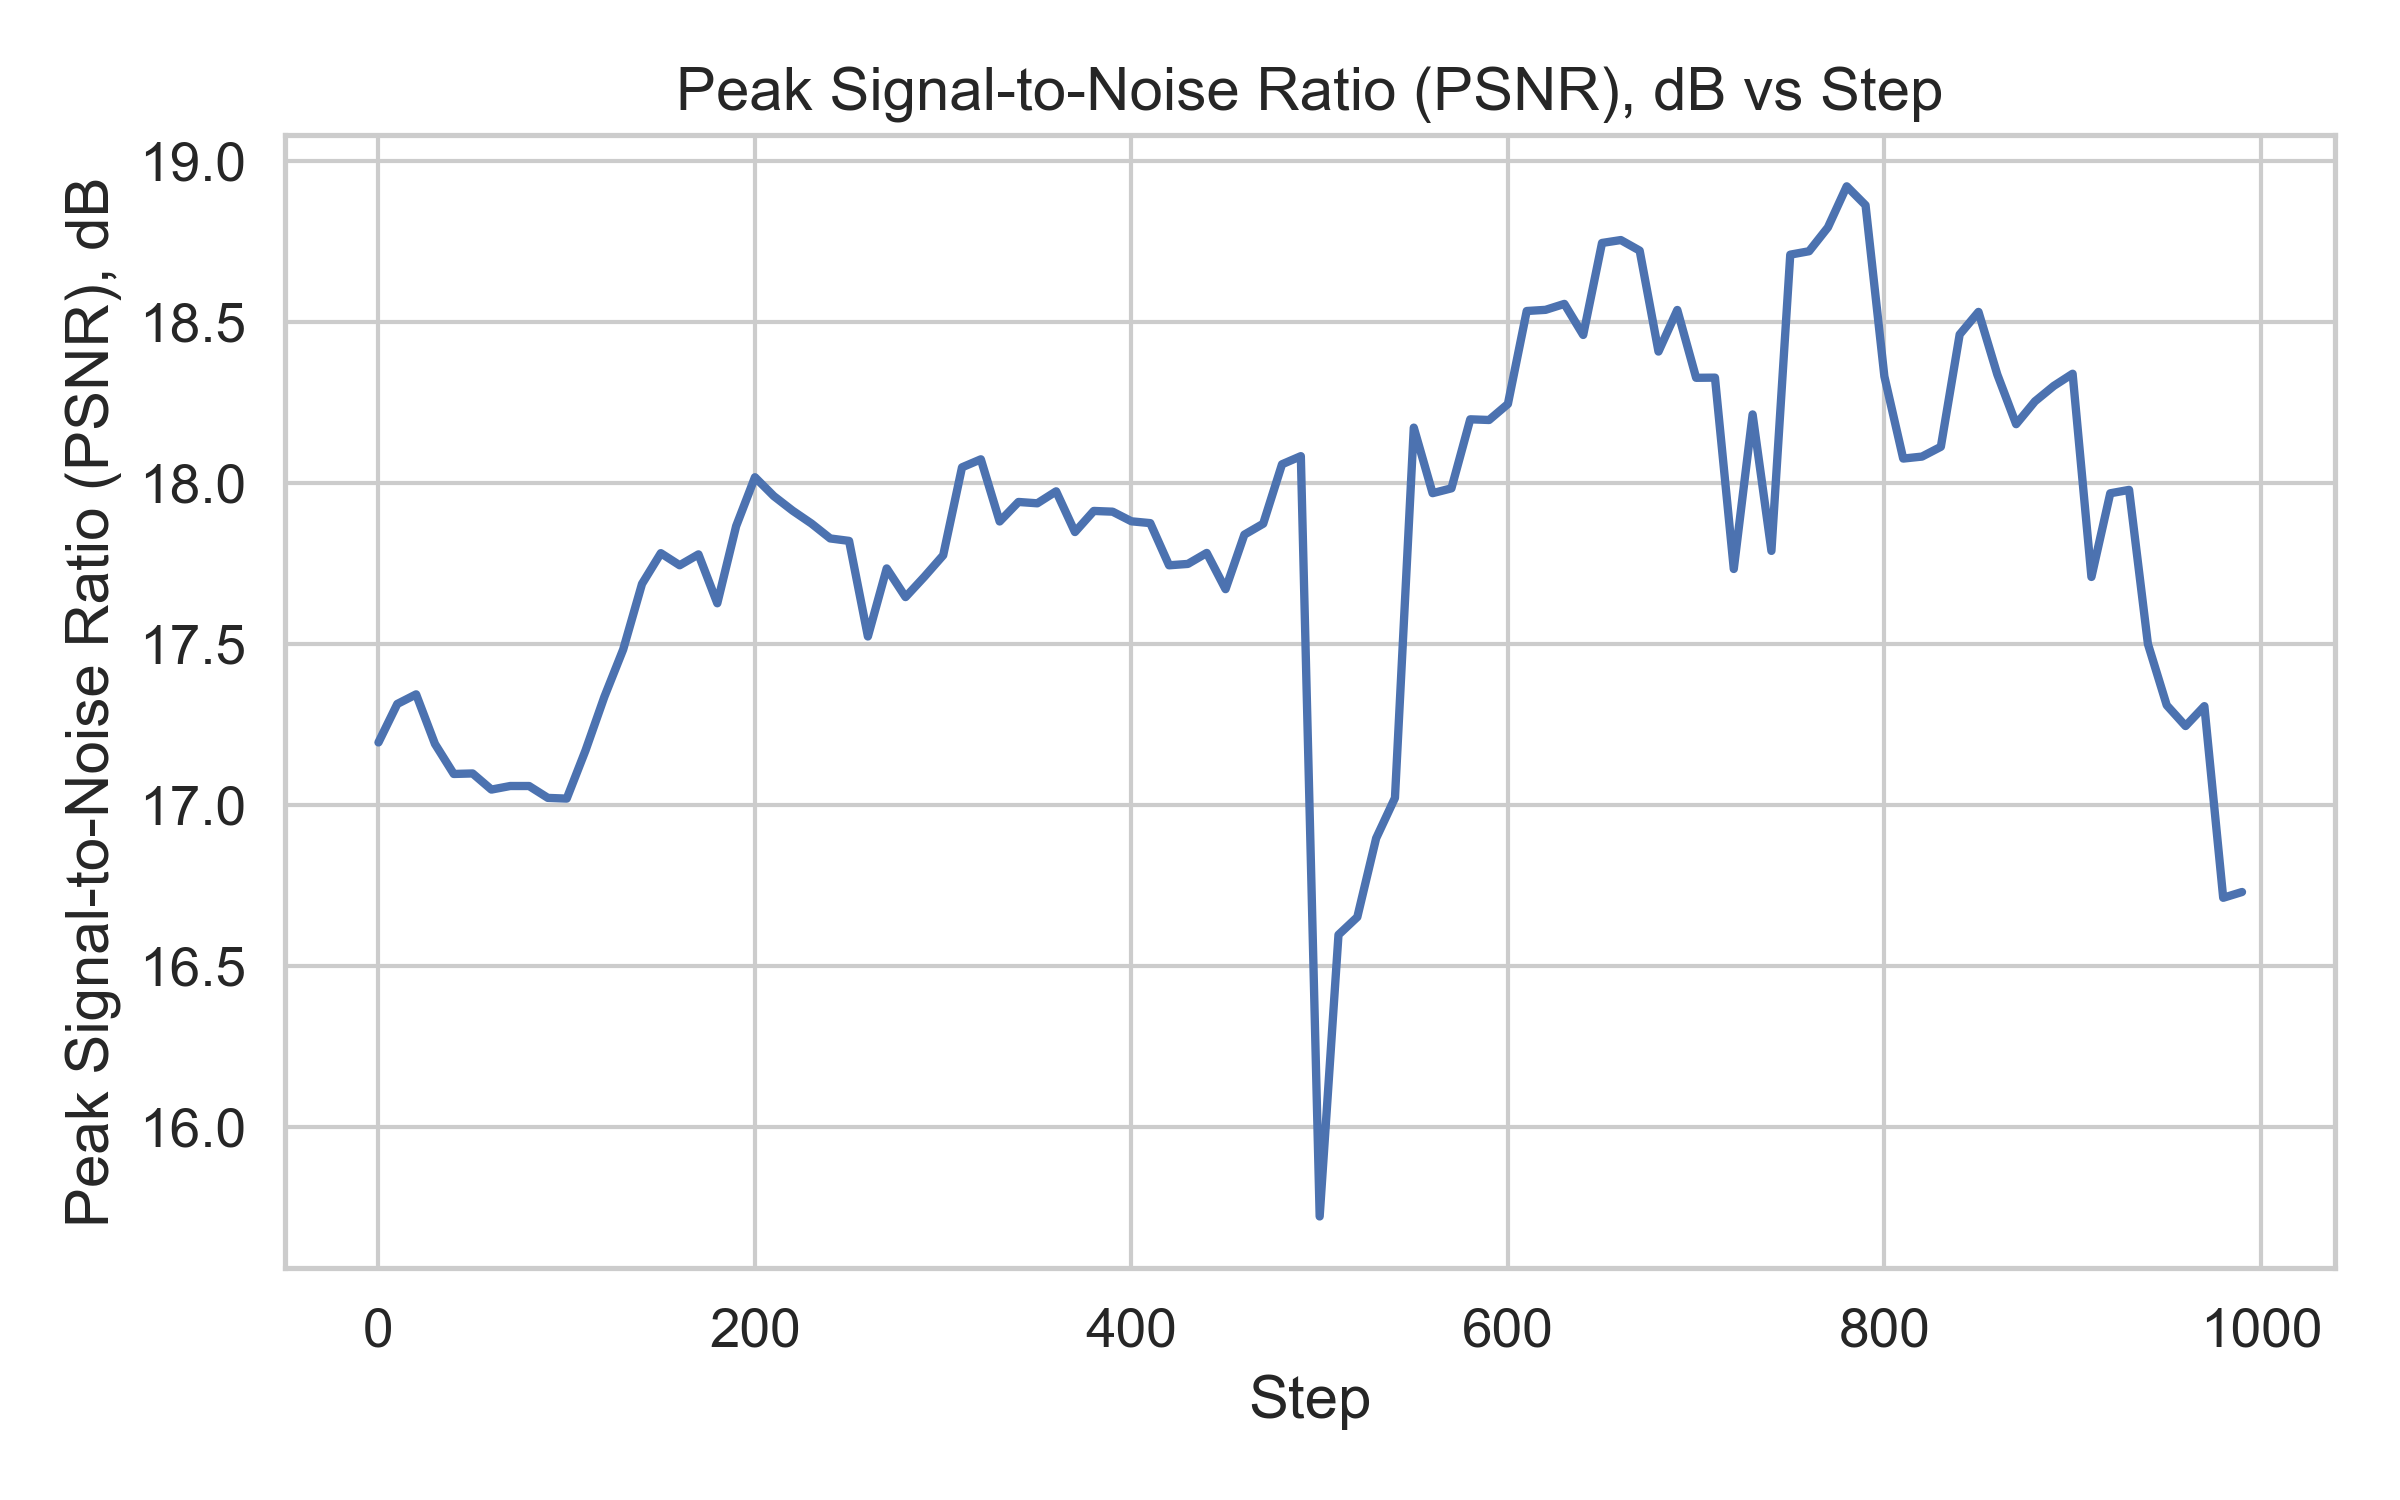 Peak Signal-to-Noise Ratio (PSNR), dB vs Step
Peak Signal-to-Noise Ratio (PSNR), dB
19.0
18.5
18.0
17.5
17.0
16.5
16.0
0 200 400 600 800 1000
Step